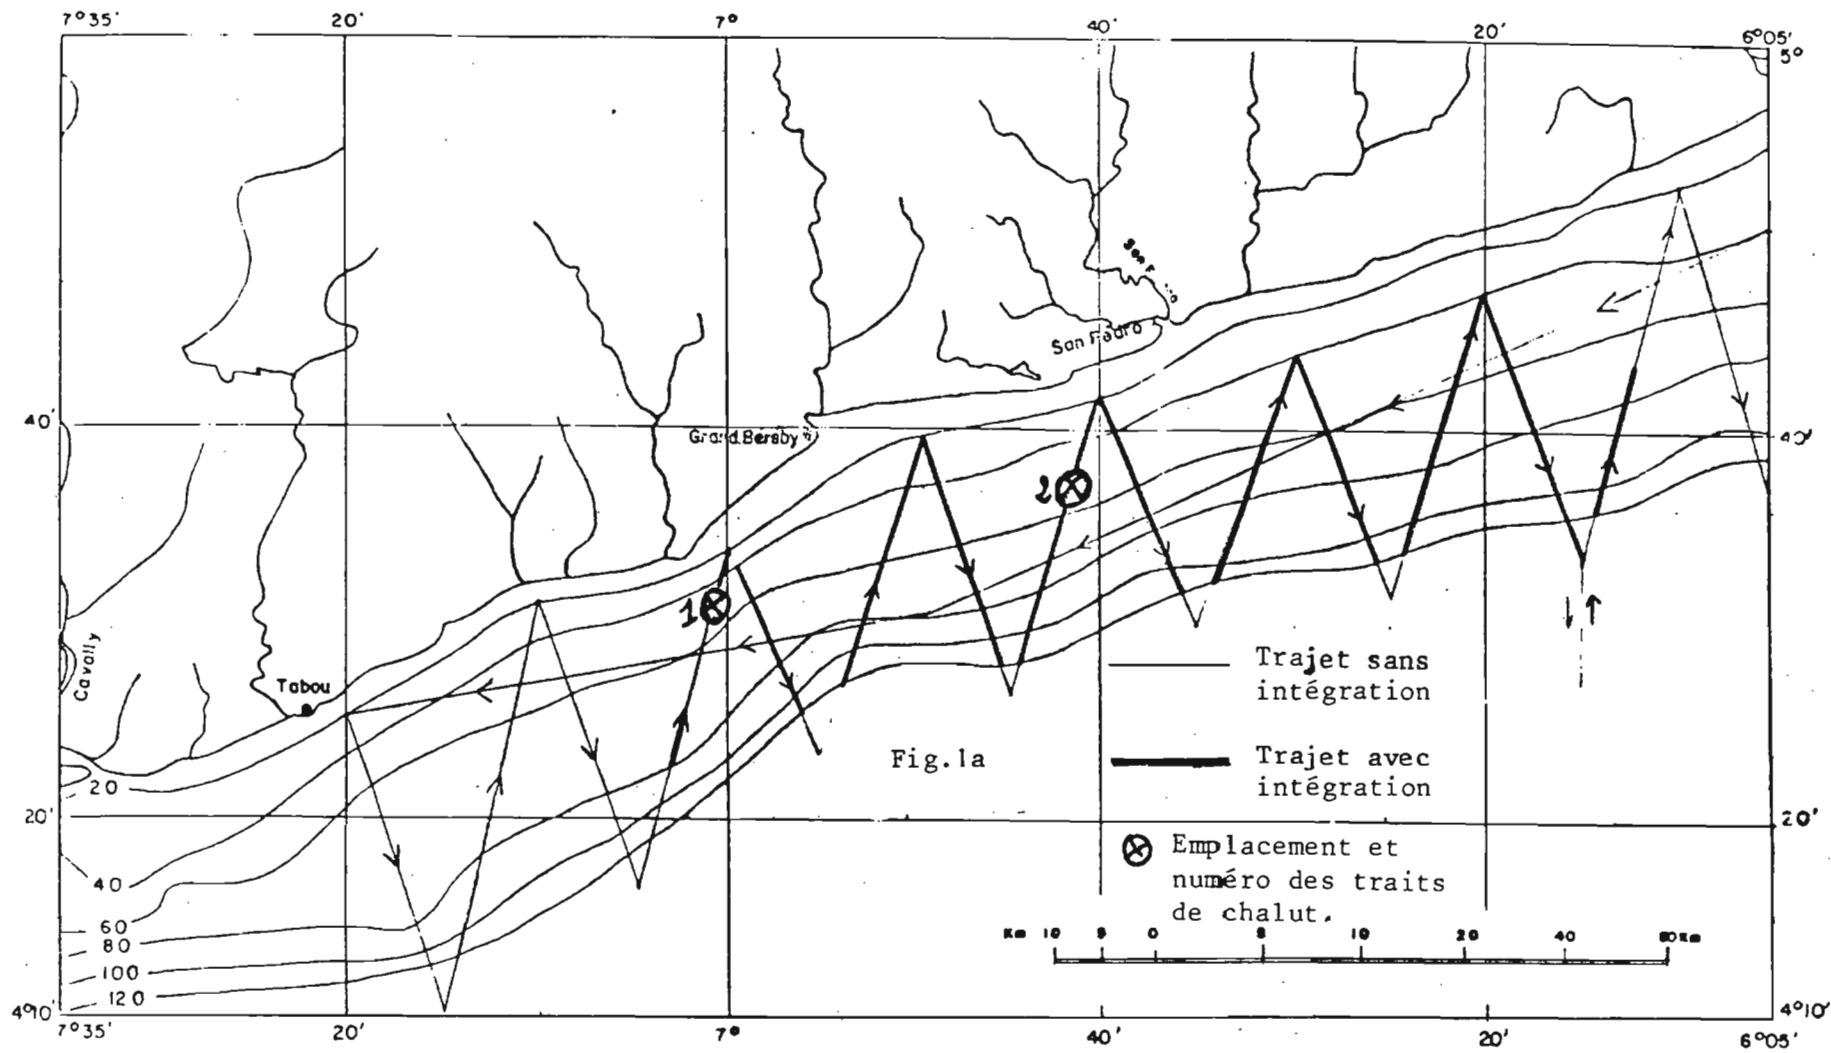 7°35'
20'
7°
40'
20'
6°05'
5°
San Pedro
40'
Grand.Béréby
40'
2
1
Cavally
Tabou
Trajet sans
intégration
Fig.1a
Trajet avec
intégration
20
20'
20'
Emplacement et
numéro des traits
de chalut.
40
60
80
100
120
Km 10 5 0 5 10 20 40 60 Km
4°10'
4°10'
7°35'
20'
7°
40'
20'
6°05'